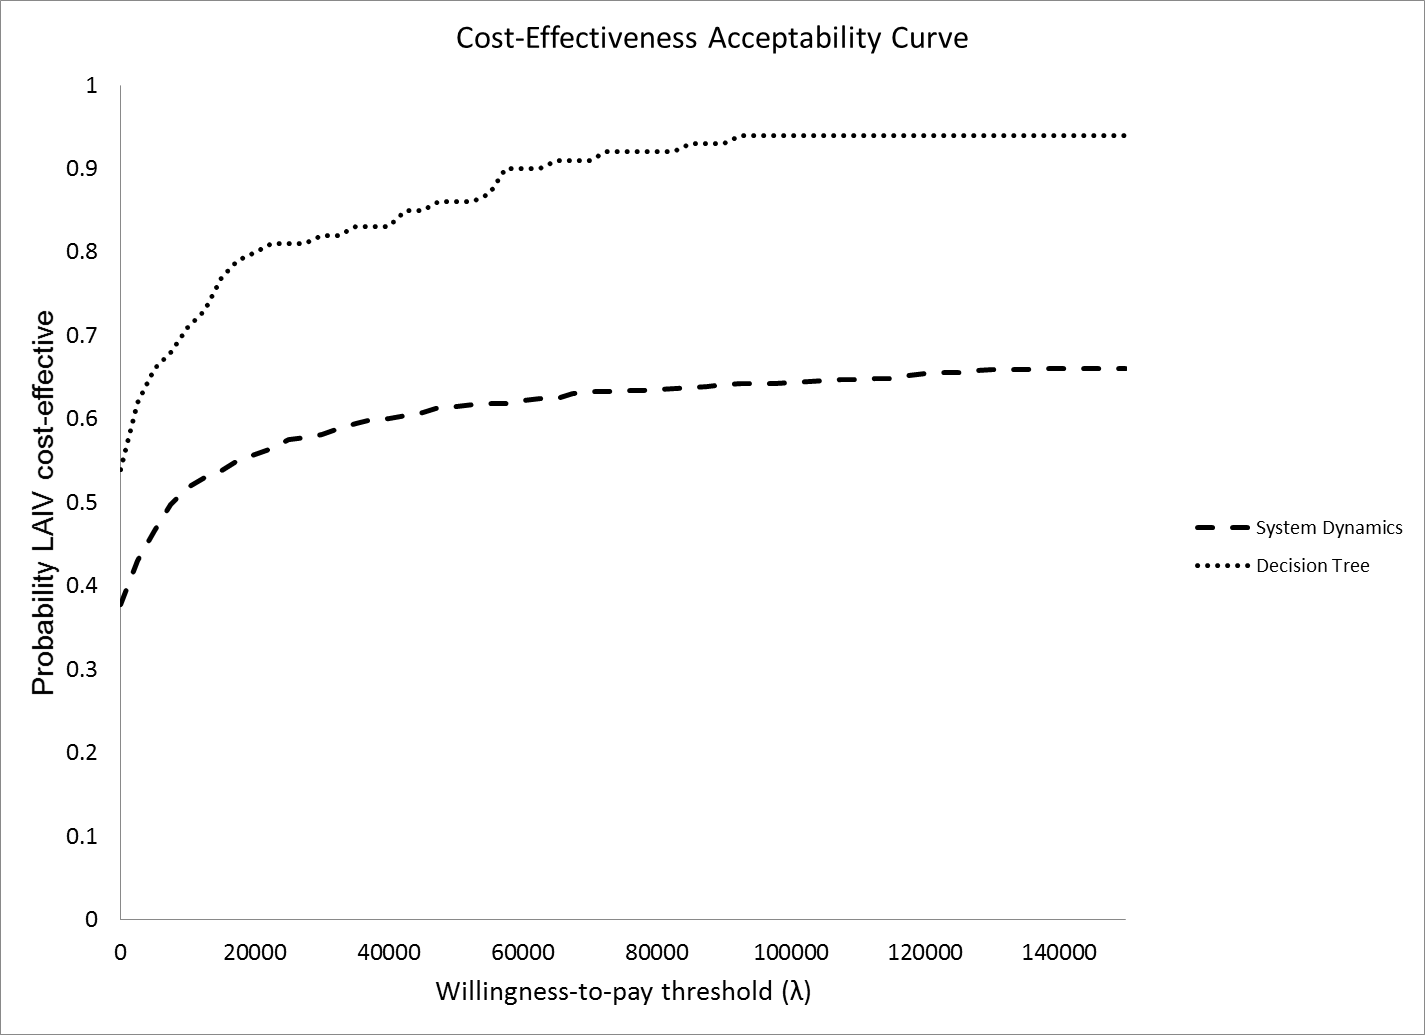 Cost-Effectiveness Acceptability Curve
Probability LAIV cost-effective
1
0.9
0.8
0.7
0.6
0.5
0.4
0.3
0.2
0.1
0
0 20000 40000 60000 80000 100000 120000 140000
Willingness-to-pay threshold (λ)
System Dynamics
Decision Tree